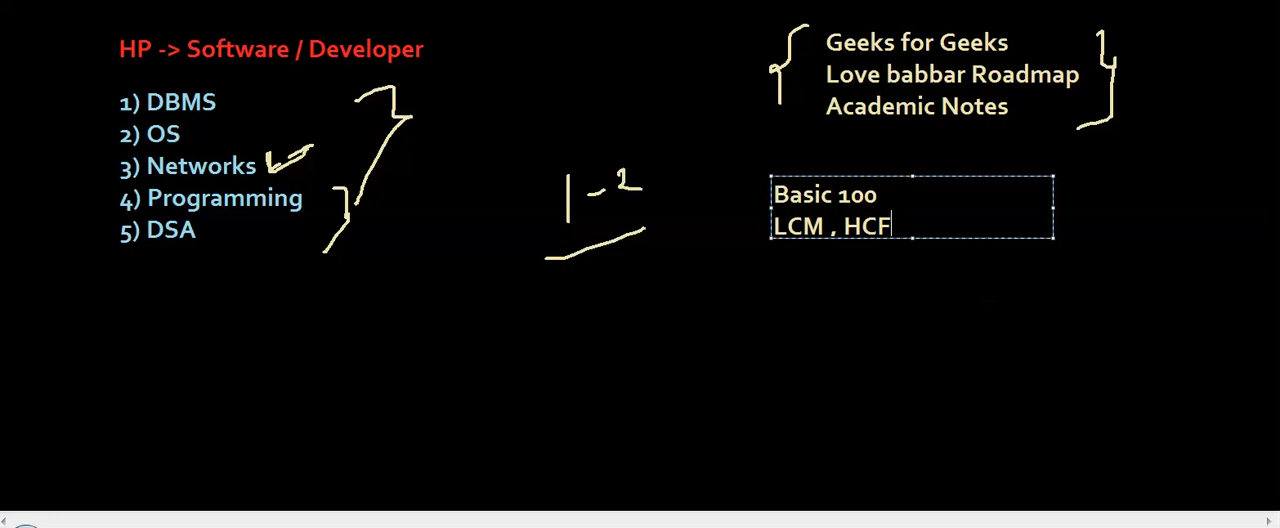 HP -> Software / Developer
1) DBMS
2) OS
3) Networks
4) Programming
5) DSA
1 - 2
Geeks for Geeks
Love babbar Roadmap
Academic Notes
Basic 100
LCM , HCF